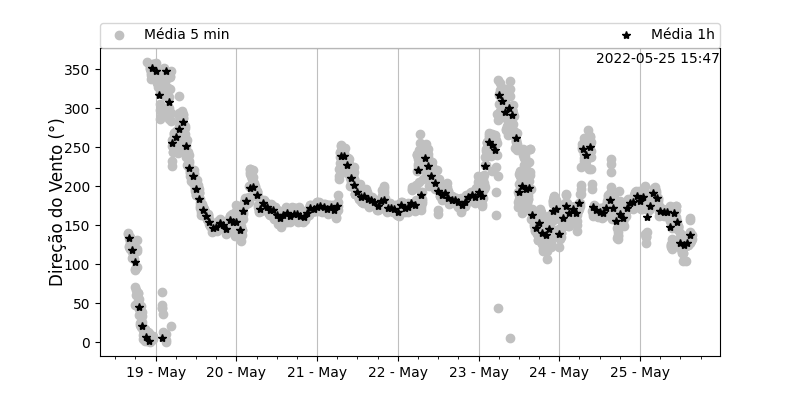 Média 5 min
Média 1h
2022-05-25 15:47
Direção do Vento (°)
350
300
250
200
150
100
50
0
19 - May
20 - May
21 - May
22 - May
23 - May
24 - May
25 - May